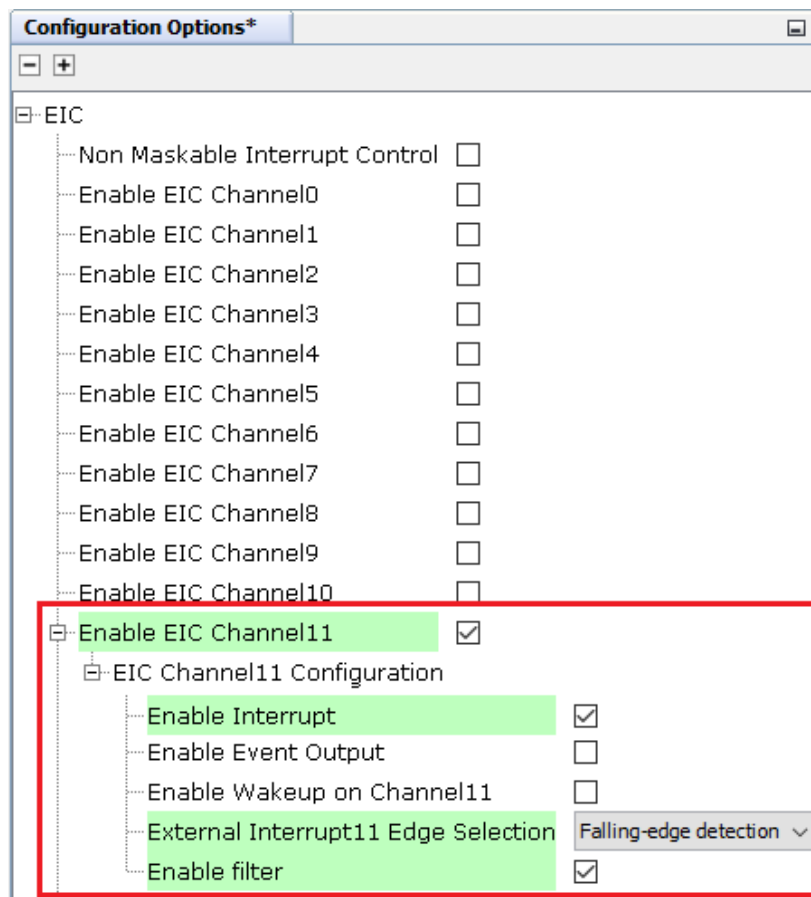 Configuration Options*
EIC
Non Maskable Interrupt Control
Enable EIC Channel0
Enable EIC Channel1
Enable EIC Channel2
Enable EIC Channel3
Enable EIC Channel4
Enable EIC Channel5
Enable EIC Channel6
Enable EIC Channel7
Enable EIC Channel8
Enable EIC Channel9
Enable EIC Channel10
Enable EIC Channel11
EIC Channel11 Configuration
Enable Interrupt
Enable Event Output
Enable Wakeup on Channel11
External Interrupt11 Edge Selection Falling-edge detection
Enable filter